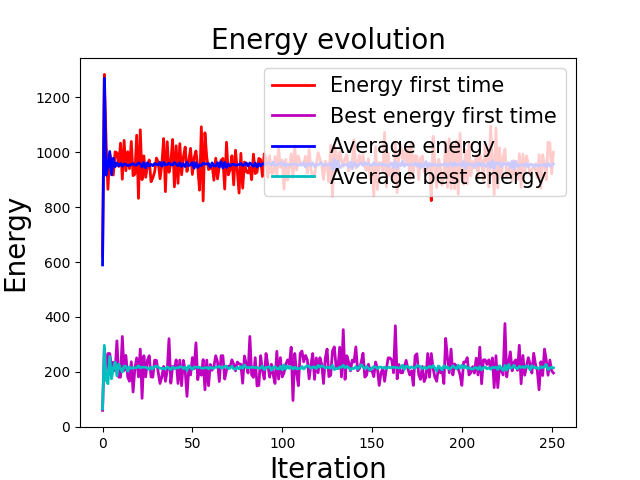 Energy evolution
Energy first time
Best energy first time
Average energy
Average best energy
Energy
1200
1000
800
600
400
200
0
0 50 100 150 200 250
Iteration